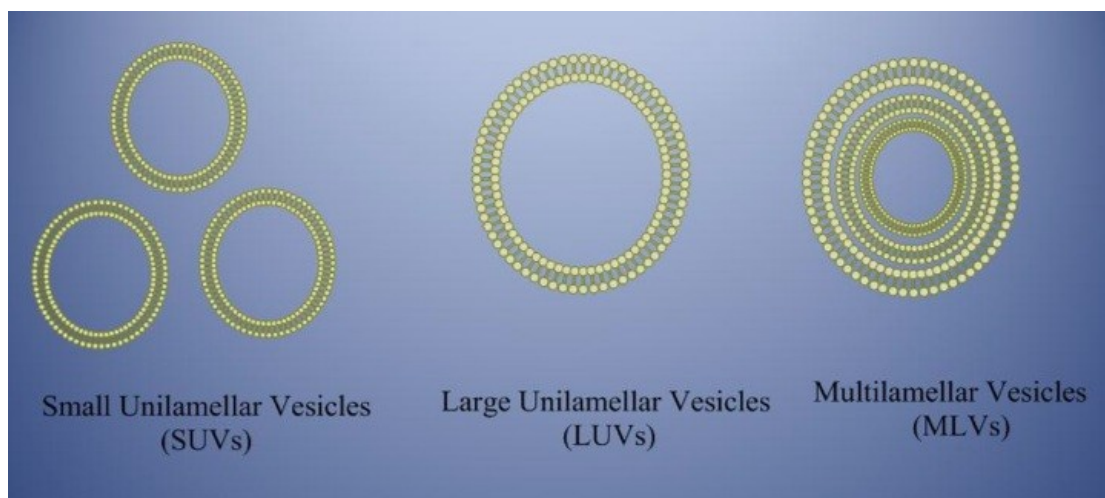 Small Unilamellar Vesicles
(SUVs)
Large Unilamellar Vesicles
(LUVs)
Multilamellar Vesicles
(MLVs)